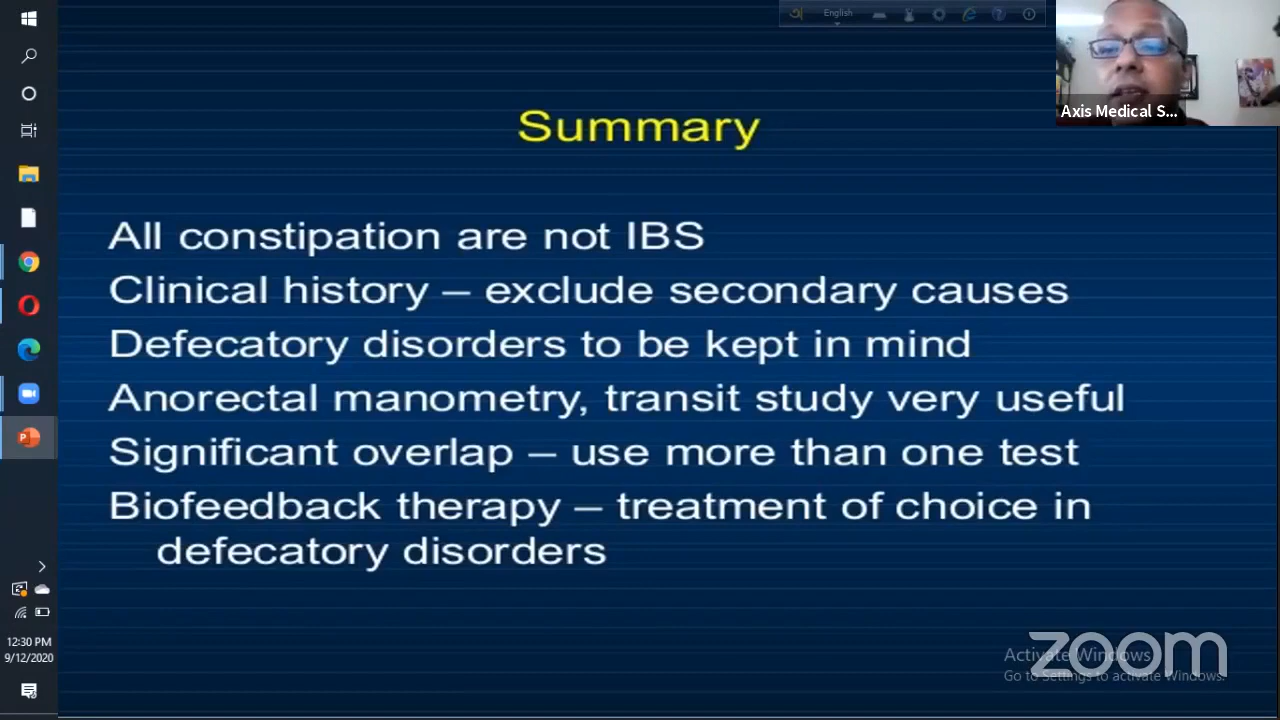 English
Axis Medical S...
Summary
All constipation are not IBS
Clinical history – exclude secondary causes
Defecatory disorders to be kept in mind
Anorectal manometry, transit study very useful
Significant overlap – use more than one test
Biofeedback therapy – treatment of choice in
defecatory disorders
12:30 PM
9/12/2020
Activate Windows
Go to Settings to activate Windows.
zoom